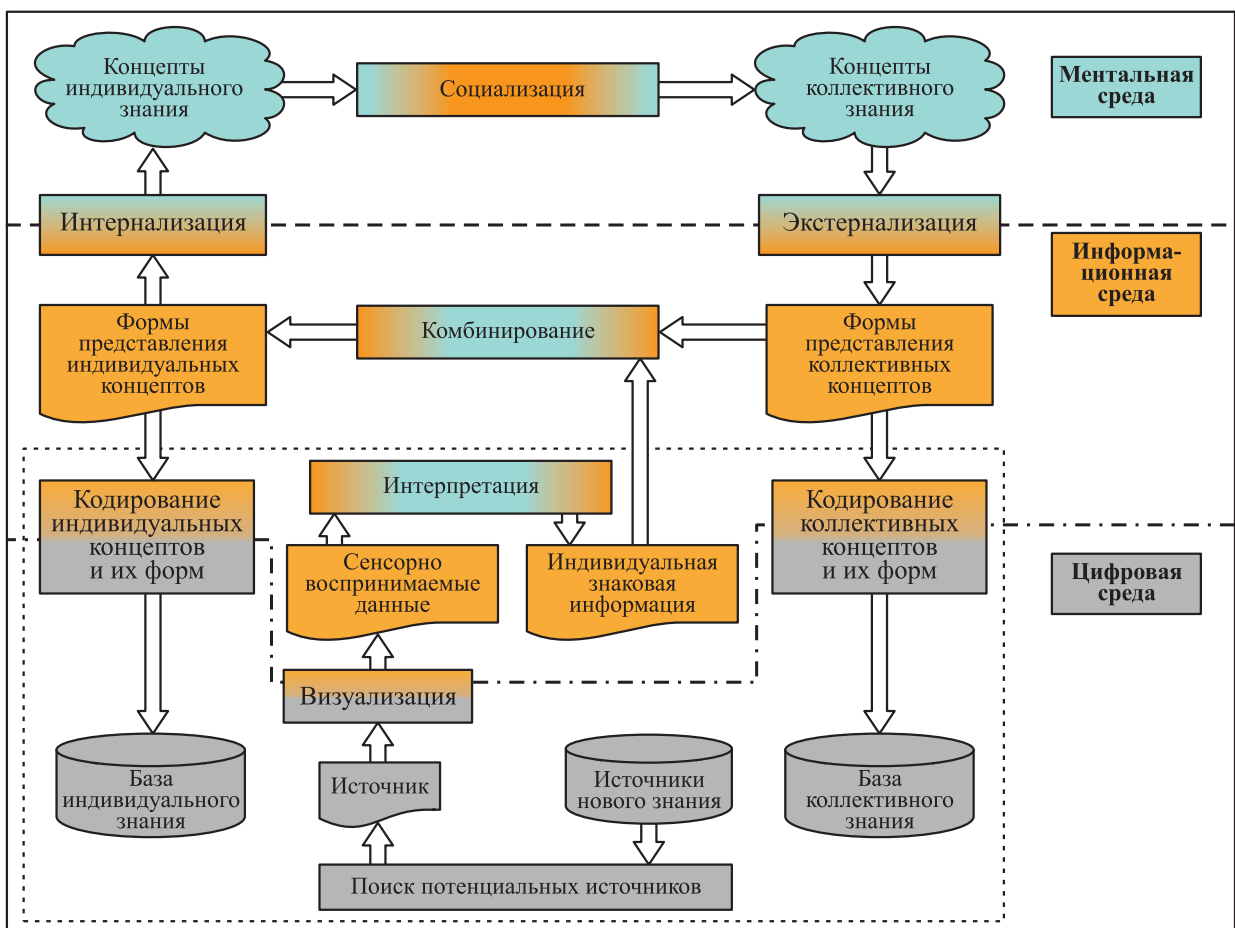 Концепты
индивидуального
знания
Социализация
Концепты
коллективного
знания
Ментальная
среда
Интернализация
Экстернализация
Информа-
ционная
среда
Формы
представления
индивидуальных
концептов
Комбинирование
Формы
представления
коллективных
концептов
Кодирование
индивидуальных
концептов
и их форм
Интерпретация
Кодирование
коллективных
концептов
и их форм
Сенсорно
воспринимаемые
данные
Индивидуальная
знаковая
информация
Цифровая
среда
Визуализация
База
индивидуального
знания
Источник
Источники
нового знания
База
коллективного
знания
Поиск потенциальных источников